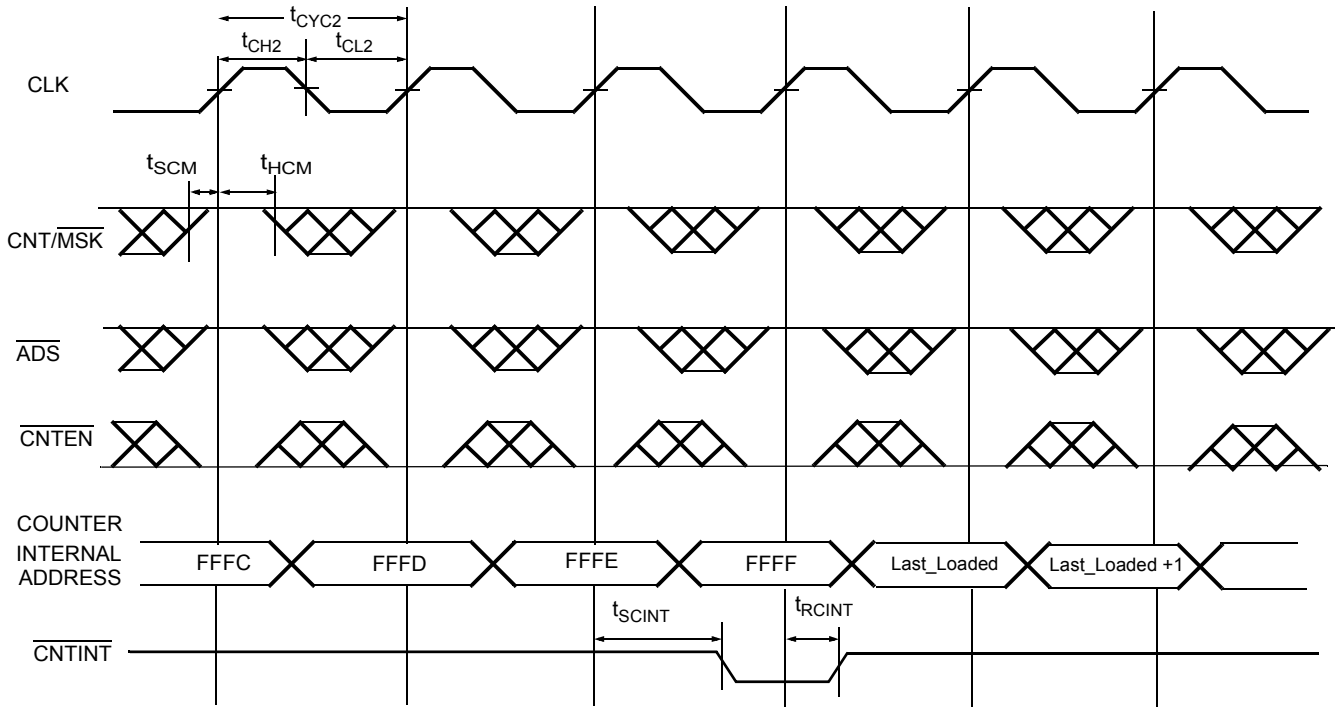 tCYC2
tCH2
tCL2
CLK
tSCM
tHCM
CNT/MSK
ADS
CNTEN
COUNTER
INTERNAL
ADDRESS
FFFC
FFFD
FFFE
FFFF
Last_Loaded
Last_Loaded +1
tSCINT
tRCINT
CNTINT